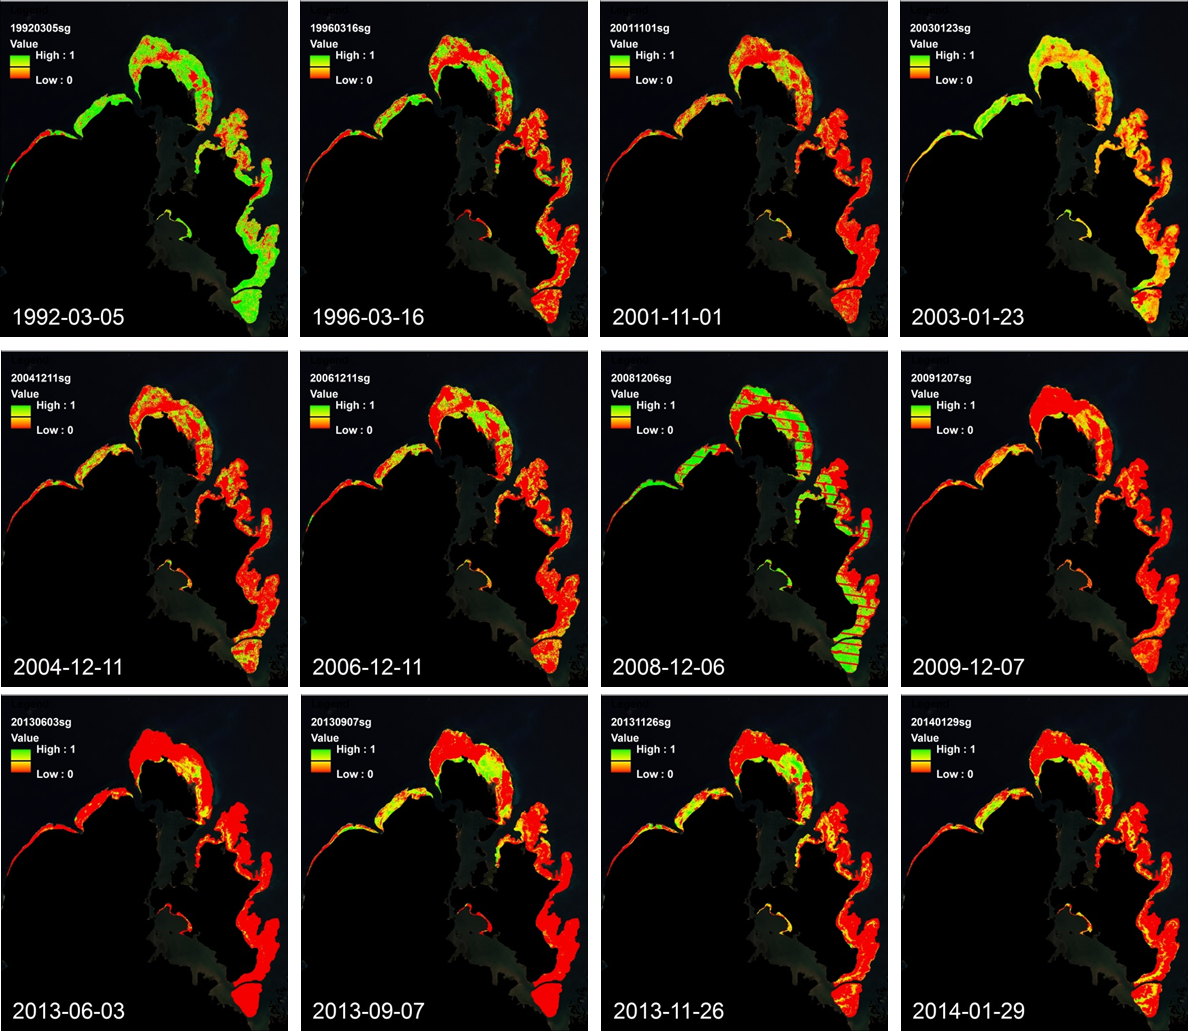 19920305sg
Value
High : 1
Low : 0
1992-03-05
19960316sg
Value
High : 1
Low : 0
1996-03-16
20011101sg
Value
High : 1
Low : 0
2001-11-01
20030123sg
Value
High : 1
Low : 0
2003-01-23
20041211sg
Value
High : 1
Low : 0
2004-12-11
20061211sg
Value
High : 1
Low : 0
2006-12-11
20081206sg
Value
High : 1
Low : 0
2008-12-06
20091207sg
Value
High : 1
Low : 0
2009-12-07
20130603sg
Value
High : 1
Low : 0
2013-06-03
20130907sg
Value
High : 1
Low : 0
2013-09-07
20131126sg
Value
High : 1
Low : 0
2013-11-26
20140129sg
Value
High : 1
Low : 0
2014-01-29